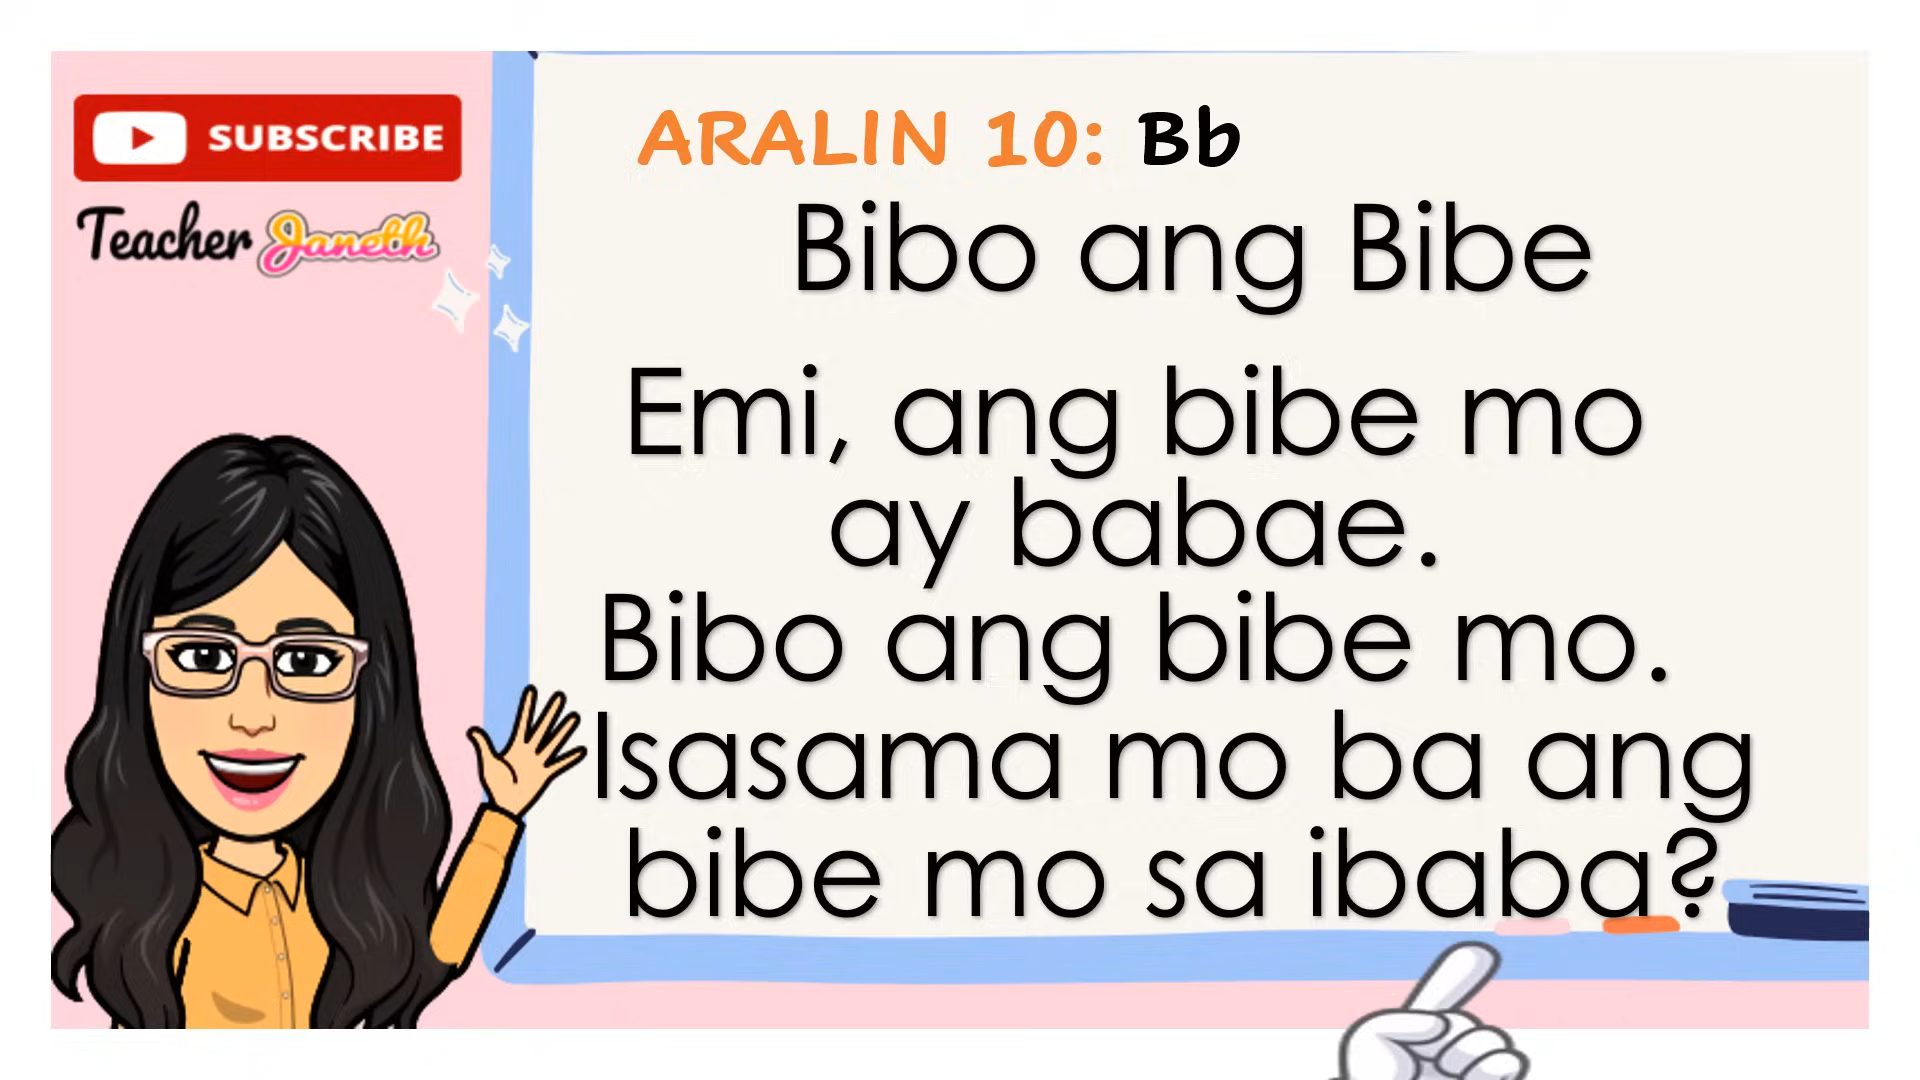 SUBSCRIBE
Teacher Janeth
ARALIN 10: Bb
Bibo ang Bibe
Emi, ang bibe mo
ay babae.
Bibo ang bibe mo.
Isasama mo ba ang
bibe mo sa ibaba?